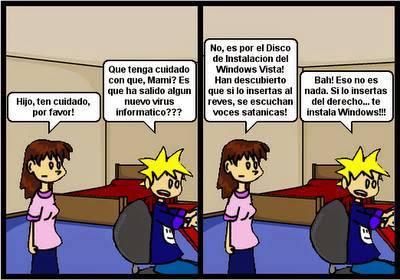 Hijo, ten cuidado,
por favor!
Que tenga cuidado
con que, Mami? Es
que ha salido algun
nuevo virus
informatico???
No, es por el Disco
de Instalacion del
Windows Vista!
Han descubierto
que si lo insertas al
reves, se escuchan
voces satanicas!
Bah! Eso no es
nada. Si lo insertas
del derecho... te
instala Windows!!!